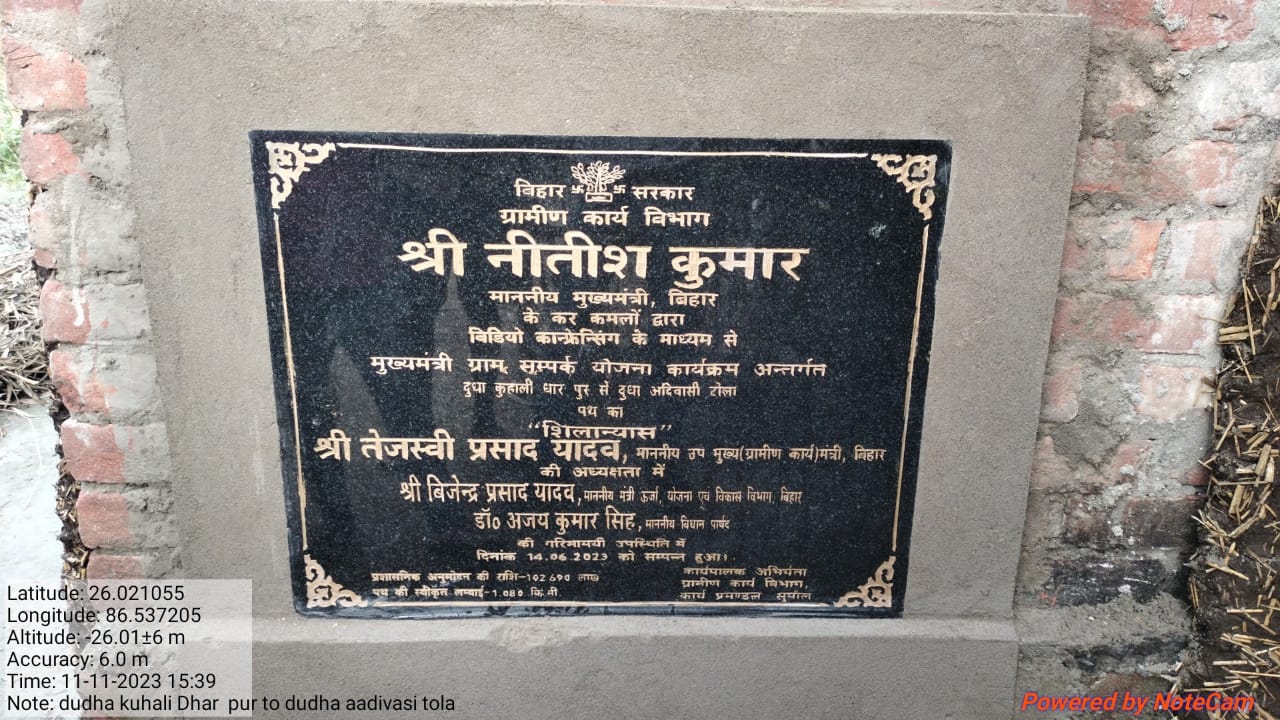 बिहार सरकार
ग्रामीण कार्य विभाग
श्री नीतीश कुमार
माननीय मुख्यमंत्री, बिहार
के कर कमलों द्वारा
विडियो कान्फ्रेन्सिंग के माध्यम से
मुख्यमंत्री ग्राम् सम्पर्क योजना कार्यक्रम अन्तर्गत
दुधा कुहाली धार पुर से दुधा अदिवासी टोला
पथ का
"शिलान्यास"
श्री तेजस्वी प्रसाद यादव, माननीय उप मुख्य(ग्रामीण कार्य)मंत्री, बिहार
की अध्यक्षता में
श्री बिजेन्द्र प्रसाद यादव, माननीय मंत्री ऊर्जा, योजना एवं विकास विभाग, बिहार
डॉ० अजय कुमार सिंह, माननीय विधान पार्षद
की गरिमामयी उपस्थिति में
दिनांक 14.06.2023 को सम्पन्न हुआ।
प्रशासनिक अनुमोदन की राशि-102.690 लाख
पथ की स्वीकृत लम्बाई-1.080 कि.मी.
कार्यपालक अभियंता
ग्रामीण कार्य विभाग,
कार्य प्रमण्डल सुपौल
Latitude: 26.021055
Longitude: 86.537205
Altitude: -26.01±6 m
Accuracy: 6.0 m
Time: 11-11-2023 15:39
Note: dudha kuhali Dhar pur to dudha aadivasi tola
Powered by NoteCam